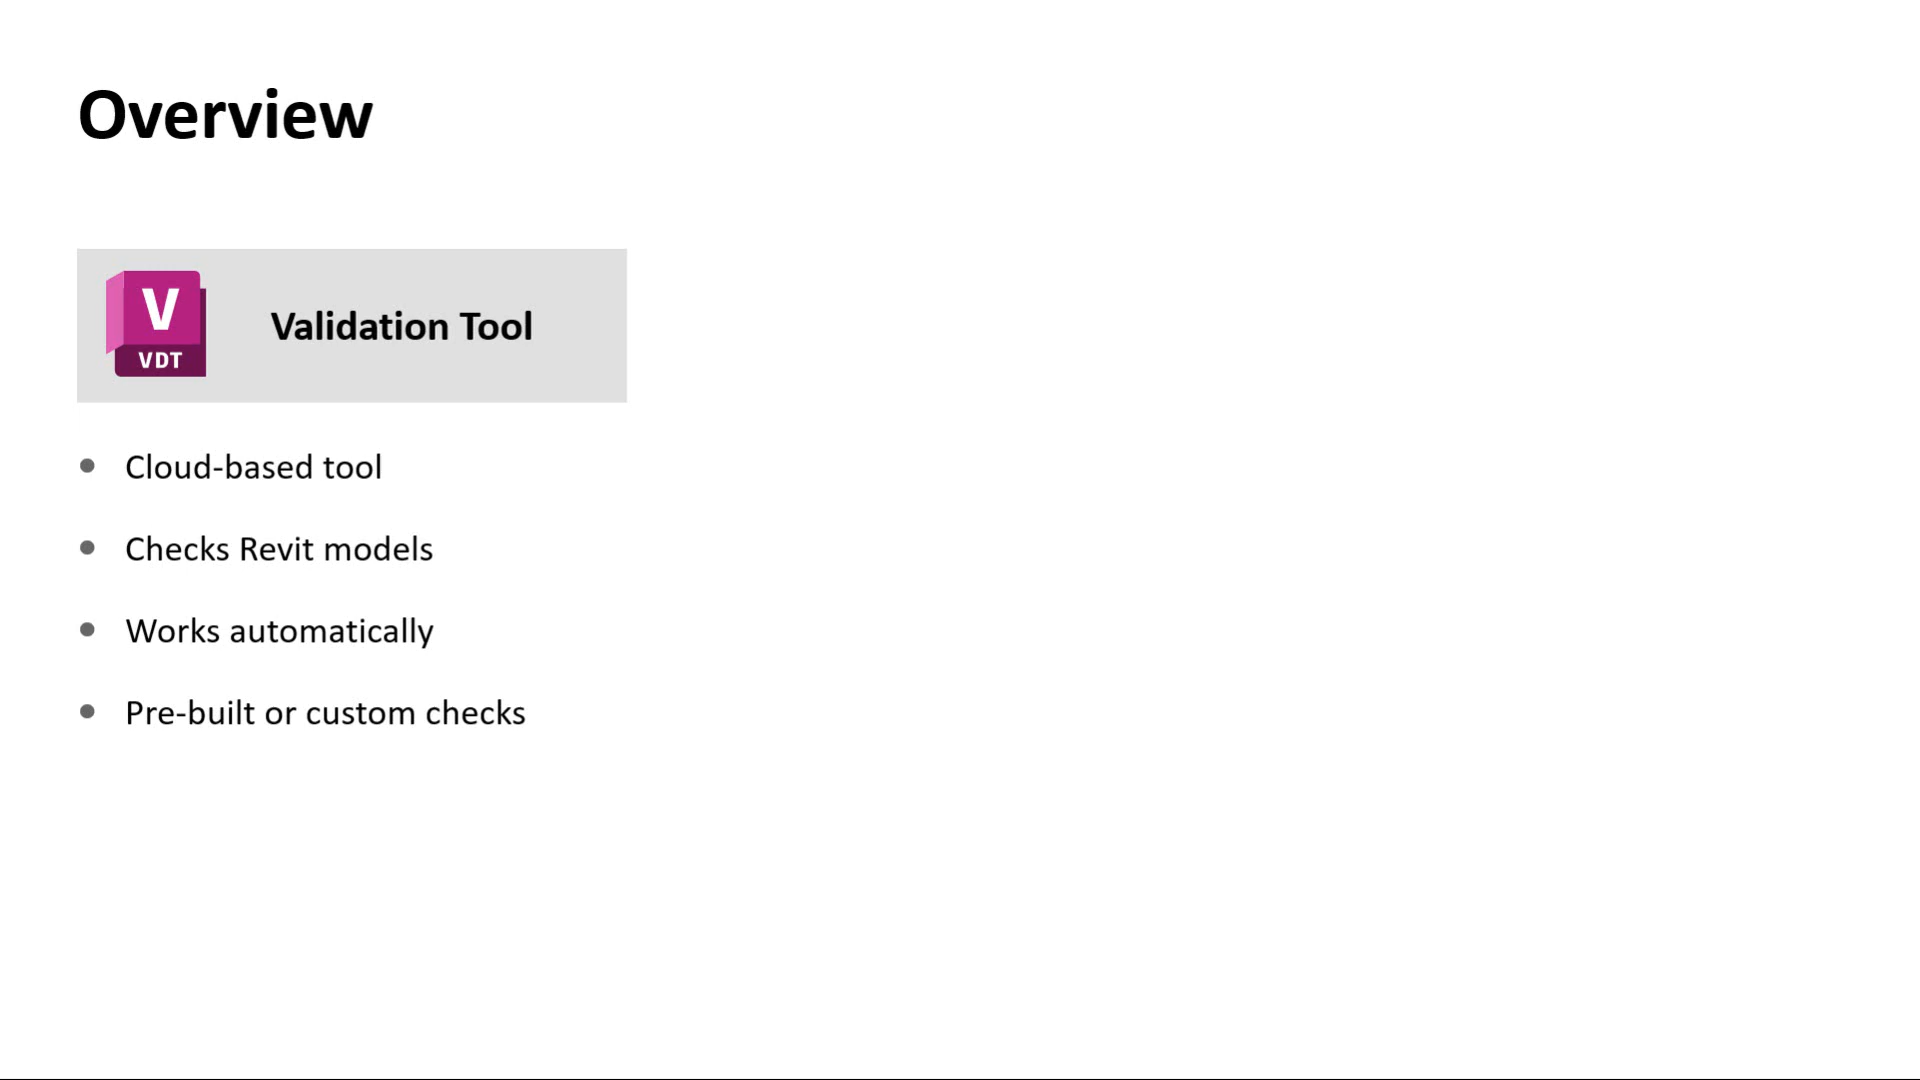 Overview
V
VDT
Validation Tool
Cloud-based tool
Checks Revit models
Works automatically
Pre-built or custom checks